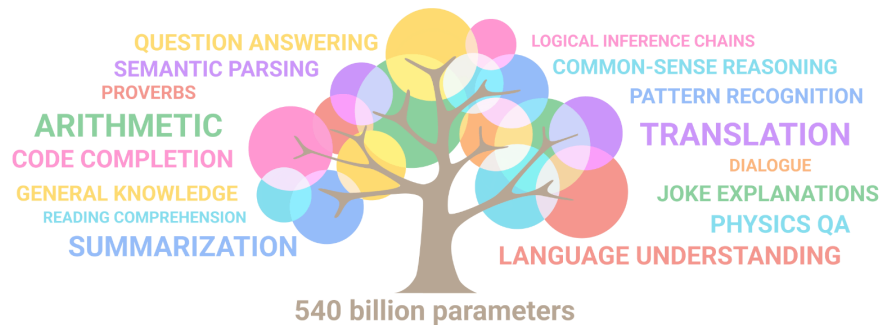 QUESTION ANSWERING
SEMANTIC PARSING
PROVERBS
ARITHMETIC
CODE COMPLETION
GENERAL KNOWLEDGE
READING COMPREHENSION
SUMMARIZATION
LOGICAL INFERENCE CHAINS
COMMON-SENSE REASONING
PATTERN RECOGNITION
TRANSLATION
DIALOGUE
JOKE EXPLANATIONS
PHYSICS QA
LANGUAGE UNDERSTANDING
540 billion parameters